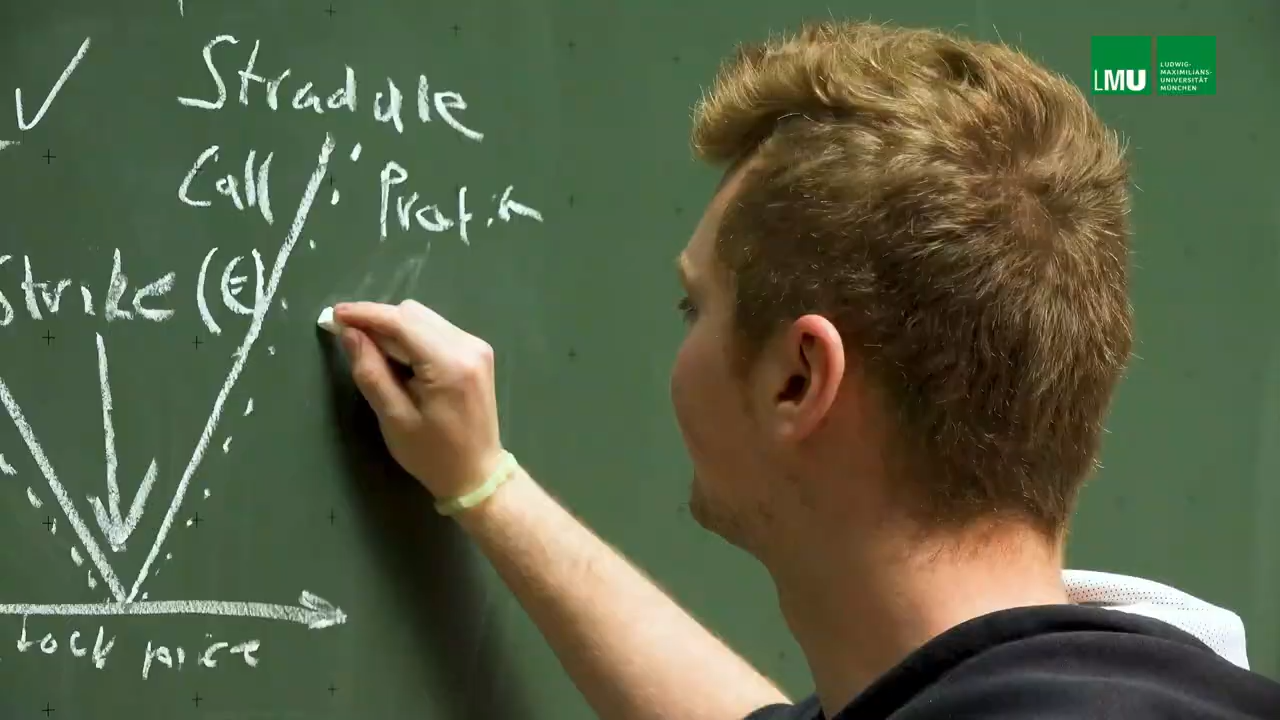 Stradule
Call
Profit
Strike (€)
tock price
LMU
LUDWIG-
MAXIMILIANS-
UNIVERSITÄT
MÜNCHEN